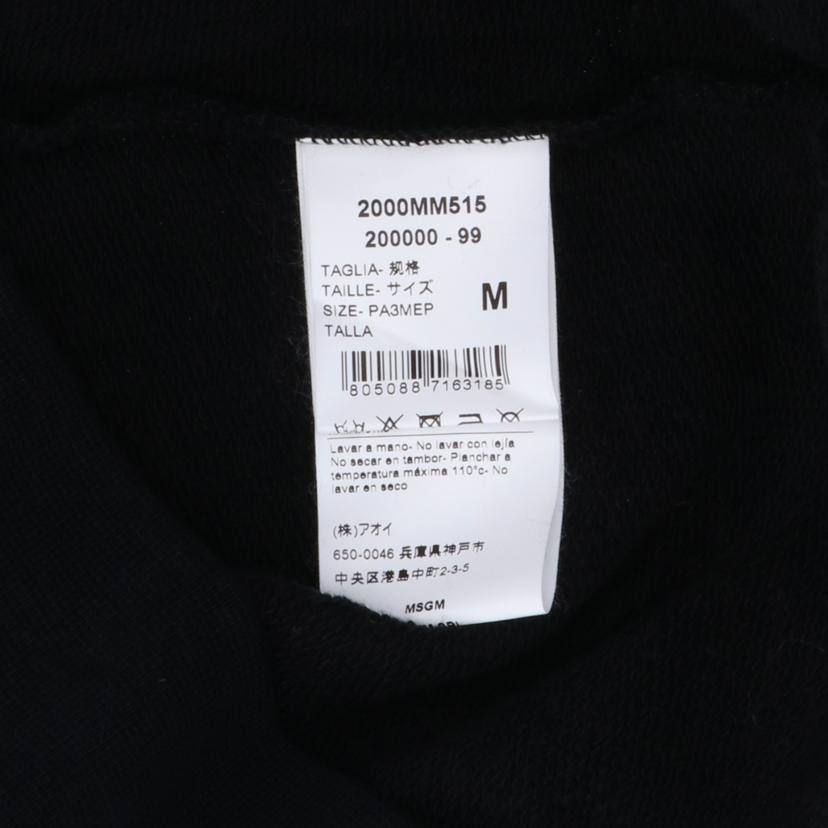 2000MM515
200000 - 99
TAGLIA- 规格
TAILLE- サイズ
SIZE- РАЗМЕР
TALLA
M
805088 7163185
Lavar a mano- No lavar con lejía
No secar en tambor- Planchar a
temperatura máxima 110°c- No
lavar en seco
(株)アオイ
650-0046 兵庫県神戸市
中央区港島中町2-3-5
MSGM